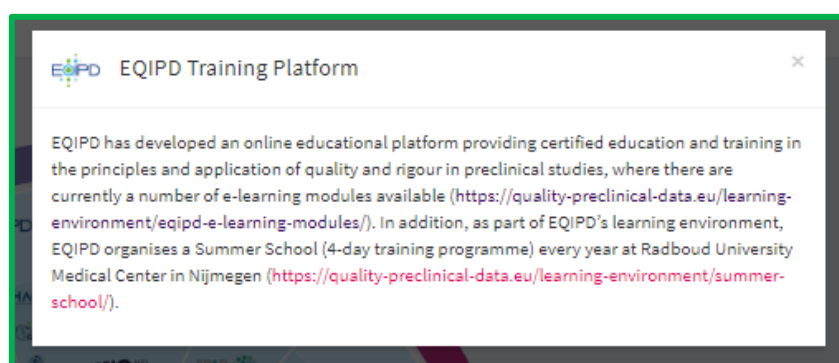 EQIPD EQIPD Training Platform ×
EQIPD has developed an online educational platform providing certified education and training in
the principles and application of quality and rigour in preclinical studies, where there are
currently a number of e-learning modules available (https://quality-preclinical-data.eu/learning-
environment/eqipd-e-learning-modules/). In addition, as part of EQIPD’s learning environment,
EQIPD organises a Summer School (4-day training programme) every year at Radboud University
Medical Center in Nijmegen (https://quality-preclinical-data.eu/learning-environment/summer-
school/).